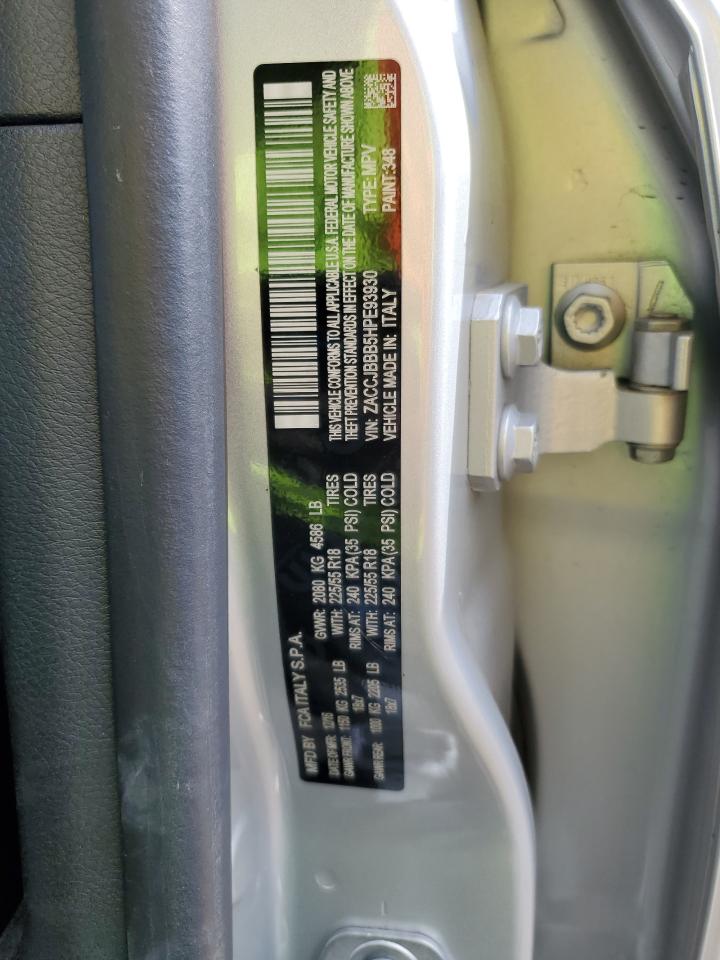 MFD BY FCA ITALY S.P.A.
DATE OF MFR: 12/16 GVWR: 2080 KG 4586 LB
GAWR FRONT: 1150 KG 2535 LB WITH: 225/55 R18 TIRES
18x7 RIMS AT: 240 KPA(35 PSI) COLD
GAWR REAR: 1000 KG 2205 LB WITH: 225/55 R18 TIRES
18x7 RIMS AT: 240 KPA(35 PSI) COLD
THIS VEHICLE CONFORMS TO ALL APPLICABLE U.S.A. FEDERAL MOTOR VEHICLE SAFETY AND
THEFT PREVENTION STANDARDS IN EFFECT ON THE DATE OF MANUFACTURE SHOWN ABOVE
VIN: ZACCJBBB5HPE93930 TYPE: MPV
VEHICLE MADE IN: ITALY PAINT: 348